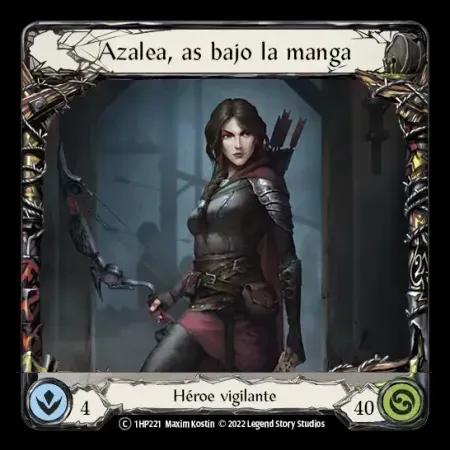 Azalea, as bajo la manga
4
Héroe vigilante
40
© 1HP221 Maxim Kostin © 2022 Legend Story Studios